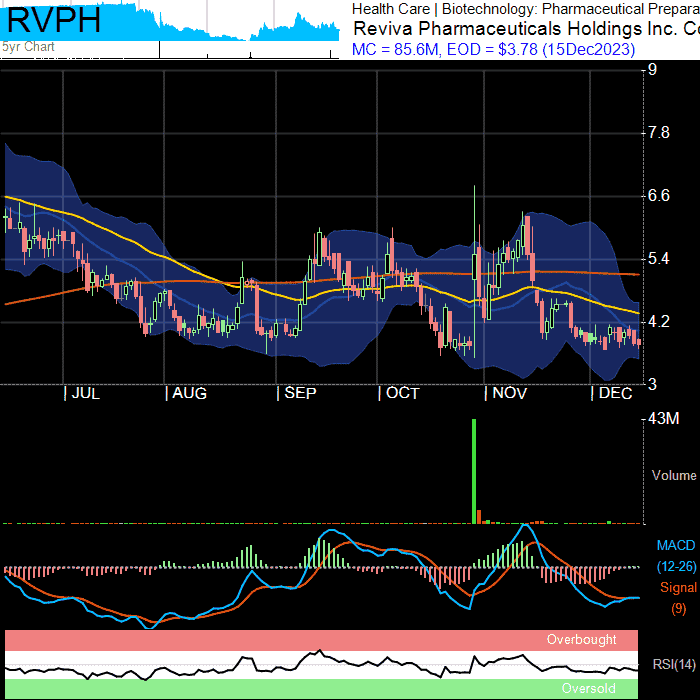 RVPH
5yr Chart
Health Care | Biotechnology: Pharmaceutical Prepara
Reviva Pharmaceuticals Holdings Inc. Co
MC = 85.6M, EOD = $3.78 (15Dec2023)
9
7.8
6.6
5.4
4.2
3
JUL
AUG
SEP
OCT
NOV
DEC
43M
Volume
MACD
(12-26)
Signal
(9)
Overbought
RSI(14)
Oversold